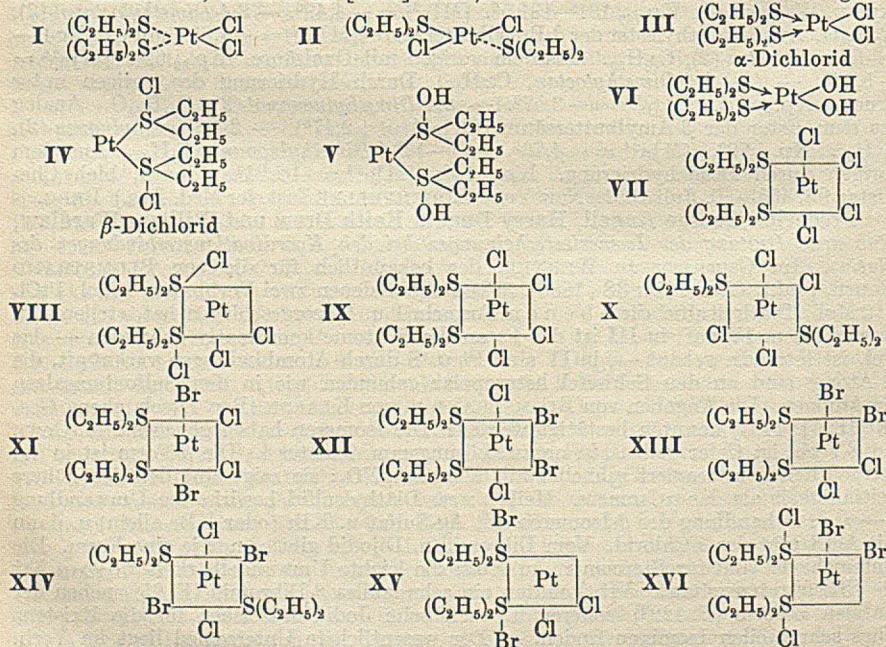 I (C₂H₅)₂S (C₂H₅)₂S Pt Cl Cl
II (C₂H₅)₂S Cl Pt Cl S(C₂H₅)₂
III (C₂H₅)₂S (C₂H₅)₂S Pt Cl Cl
α-Dichlorid
IV Pt Cl S C₂H₅ C₂H₅ S C₂H₅ C₂H₅ Cl
β-Dichlorid
V Pt OH S C₂H₅ C₂H₅ S C₂H₅ C₂H₅ OH
VI (C₂H₅)₂S (C₂H₅)₂S Pt OH OH
VII Cl (C₂H₅)₂S Cl Pt (C₂H₅)₂S Cl Cl
VIII Cl (C₂H₅)₂S Pt (C₂H₅)₂S Cl Cl Cl
IX Cl (C₂H₅)₂S Cl Pt (C₂H₅)₂S Cl Cl
X Cl (C₂H₅)₂S Cl Pt Cl S(C₂H₅)₂ Cl
XI Br (C₂H₅)₂S Cl Pt (C₂H₅)₂S Cl Br
XII Cl (C₂H₅)₂S Br Pt (C₂H₅)₂S Br Cl
XIII Br (C₂H₅)₂S Br Pt (C₂H₅)₂S Cl Cl
XIV Cl (C₂H₅)₂S Br Pt Br S(C₂H₅)₂ Cl
XV Br (C₂H₅)₂S Pt (C₂H₅)₂S Cl Br Cl
XVI Cl Br (C₂H₅)₂S Br Pt (C₂H₅)₂S Cl